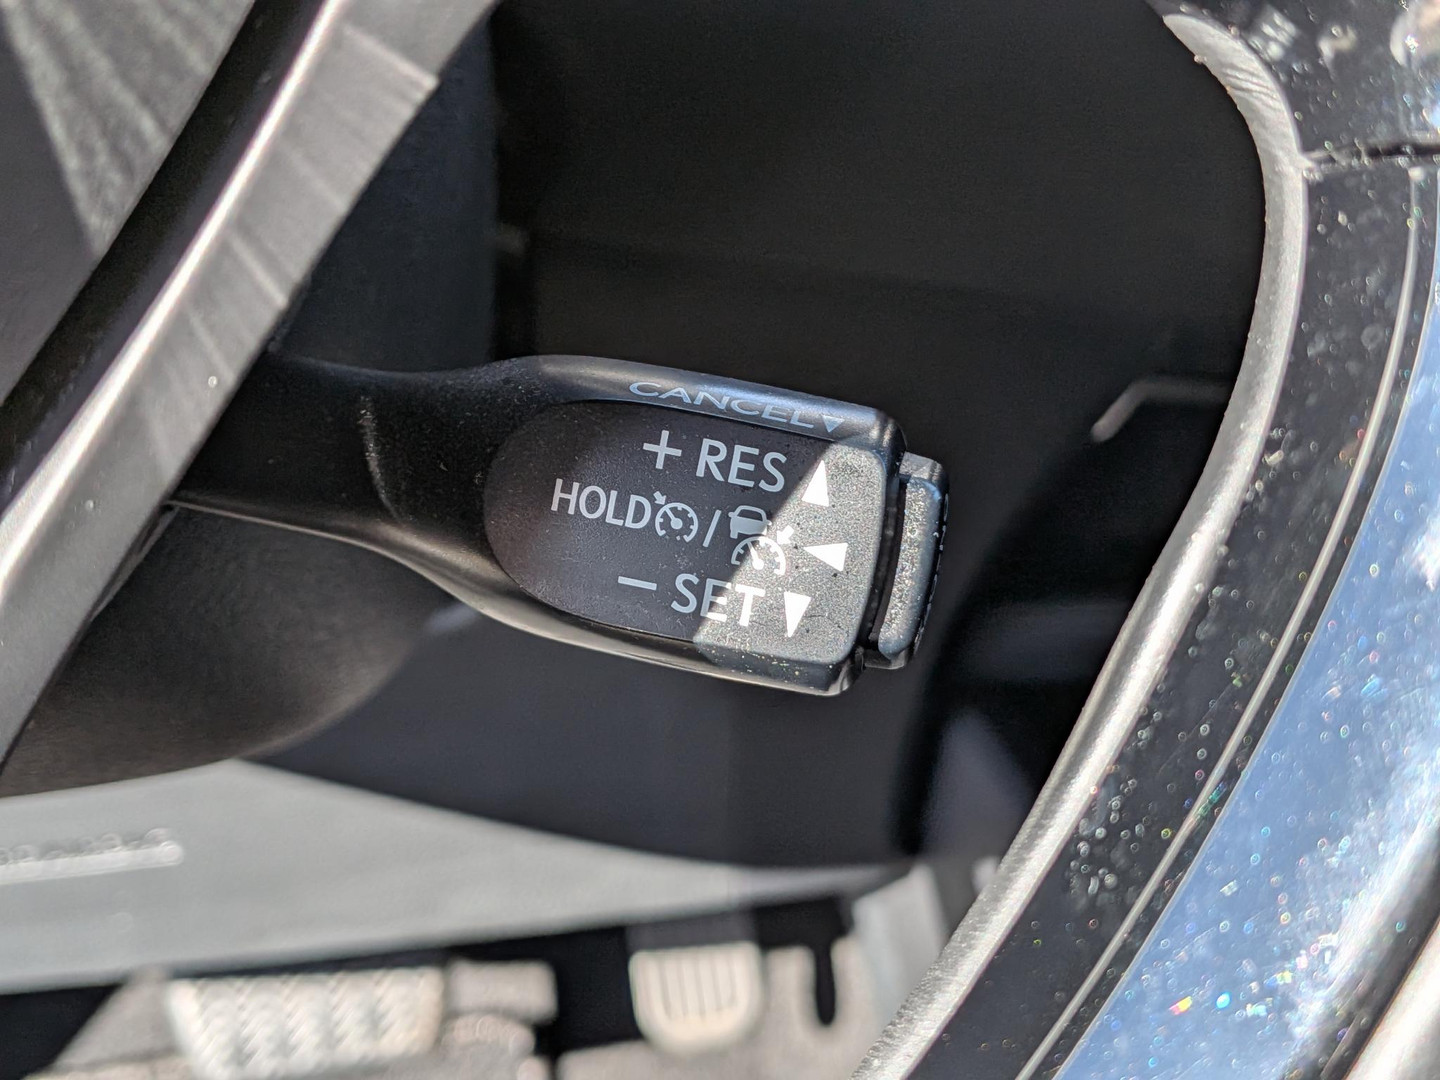 CANCEL
+ RES
HOLD /
− SET